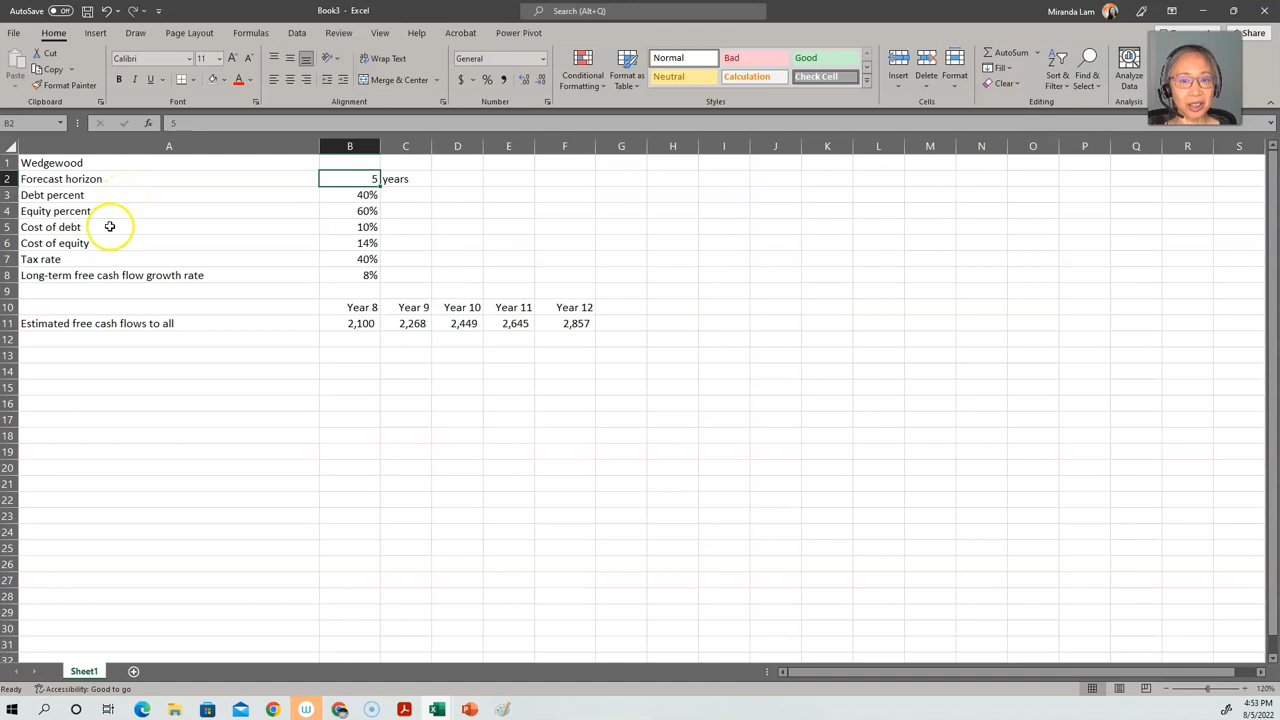 AutoSave Off Book3 - Excel Search (Alt+Q) Miranda Lam
File Home Insert Draw Page Layout Formulas Data Review View Help Acrobat Power Pivot Share
Paste Cut Copy Format Painter Clipboard
Calibri 11 B I U A Font
Wrap Text Merge & Center Alignment
General $ % Number
Conditional Formatting Format as Table Normal Bad Good Neutral Calculation Check Cell Styles
Insert Delete Format Cells
AutoSum Fill Clear Sort & Filter Find & Select Editing
Analyze Data Analysis
B2 fx 5
A B C D E F G H I J K L M N O P Q R S
1 Wedgewood
2 Forecast horizon 5 years
3 Debt percent 40%
4 Equity percent 60%
5 Cost of debt 10%
6 Cost of equity 14%
7 Tax rate 40%
8 Long-term free cash flow growth rate 8%
9
10 Year 8 Year 9 Year 10 Year 11 Year 12
11 Estimated free cash flows to all 2,100 2,268 2,449 2,645 2,857
12
13
14
15
16
17
18
19
20
21
22
23
24
25
26
27
28
29
30
31
32
Sheet1
Ready Accessibility: Good to go 120%
4:53 PM
8/5/2022